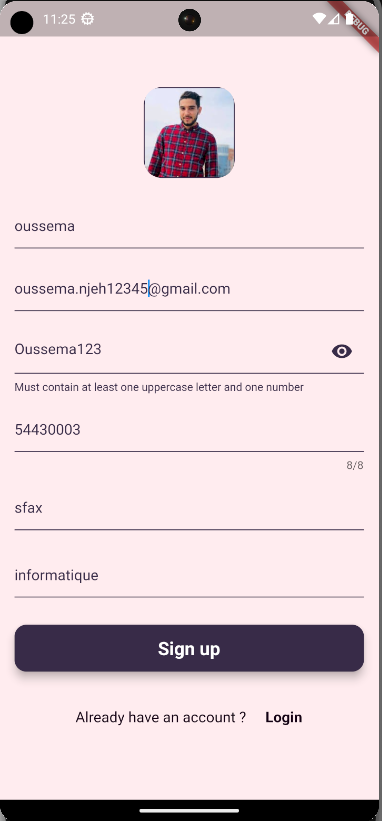 11:25
DEBUG
oussema
oussema.njeh12345@gmail.com
Oussema123
Must contain at least one uppercase letter and one number
54430003
8/8
sfax
informatique
Sign up
Already have an account ? Login